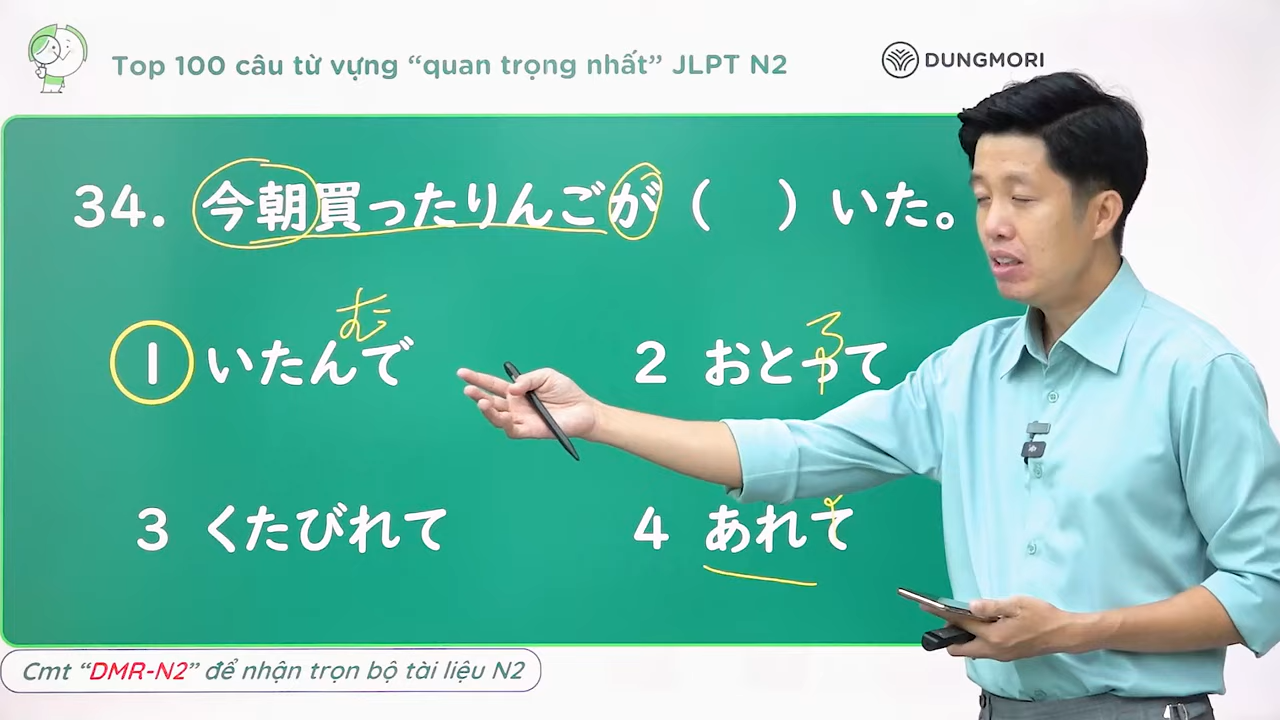 Top 100 câu từ vựng “quan trọng nhất” JLPT N2
DUNGMORI
34. 今朝買ったりんごが（　）いた。
む
1 いたんで
る
2 おとって
3 くたびれて
4 あれて
Cmt “DMR-N2” để nhận trọn bộ tài liệu N2